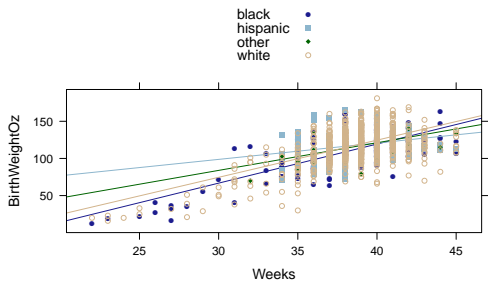 black
hispanic
other
white
BirthWeightOz
150
100
50
25
30
35
40
45
Weeks